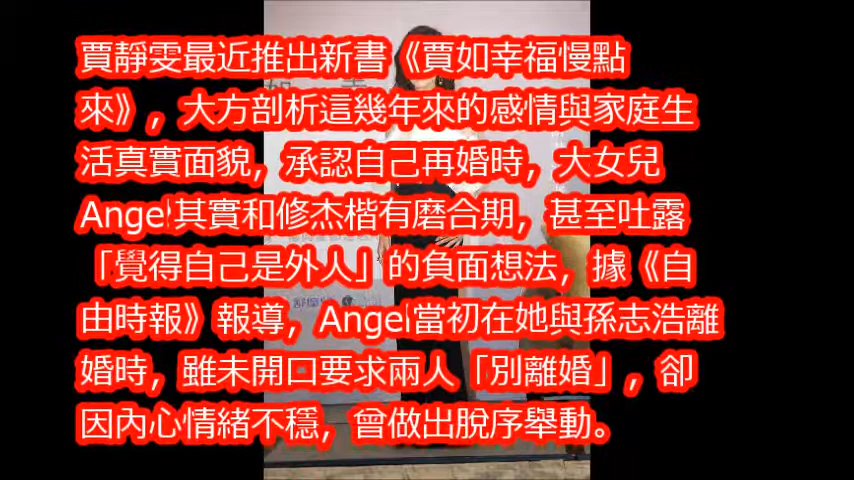 賈靜雯最近推出新書《賈如幸福慢點
來》，大方剖析這幾年來的感情與家庭生
活真實面貌，承認自己再婚時，大女兒
Angel其實和修杰楷有磨合期，甚至吐露
「覺得自己是外人」的負面想法，據《自
由時報》報導，Angel當初在她與孫志浩離
婚時，雖未開口要求兩人「別離婚」，卻
因內心情緒不穩，曾做出脫序舉動。